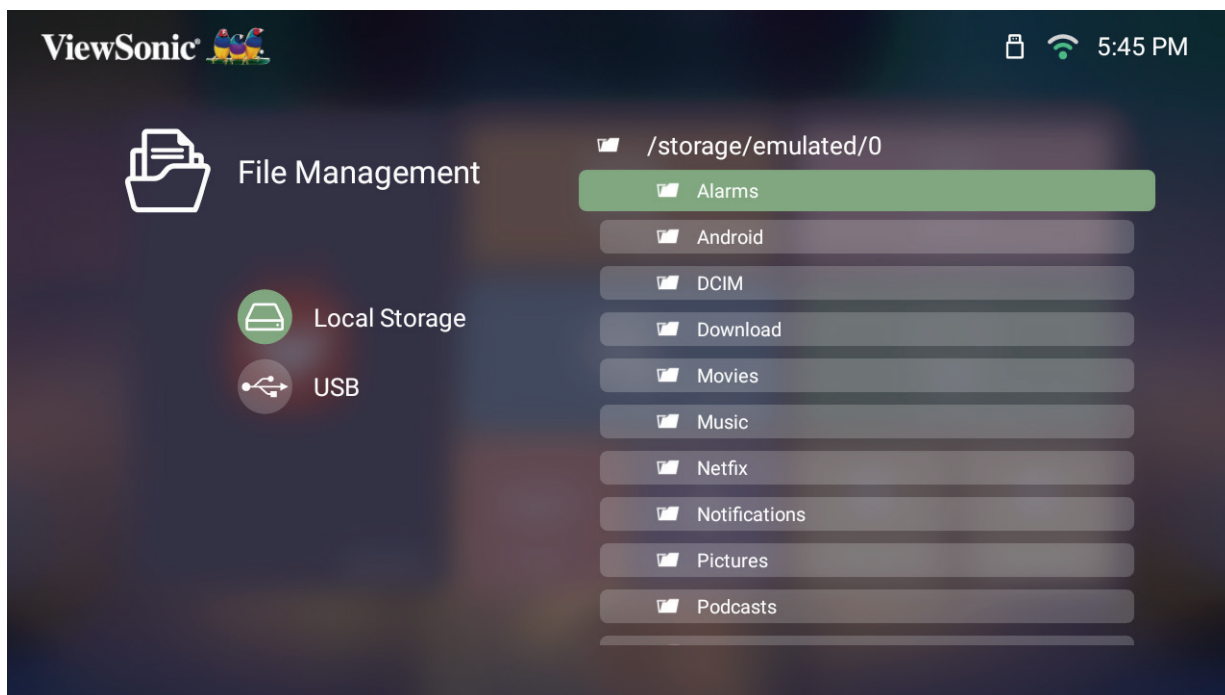 ViewSonic
5:45 PM
File Management
Local Storage
USB
/storage/emulated/0
Alarms
Android
DCIM
Download
Movies
Music
Netfix
Notifications
Pictures
Podcasts